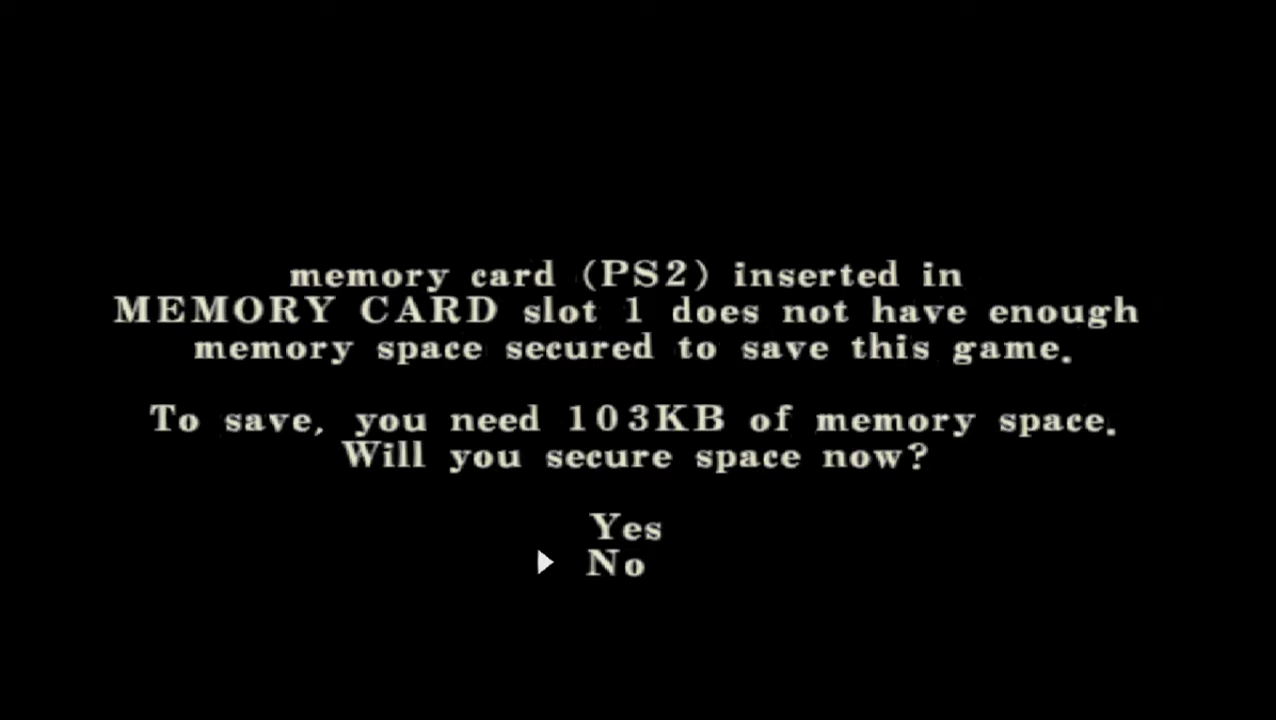 memory card (PS2) inserted in
MEMORY CARD slot 1 does not have enough
memory space secured to save this game.
To save, you need 103KB of memory space.
Will you secure space now?
Yes
No